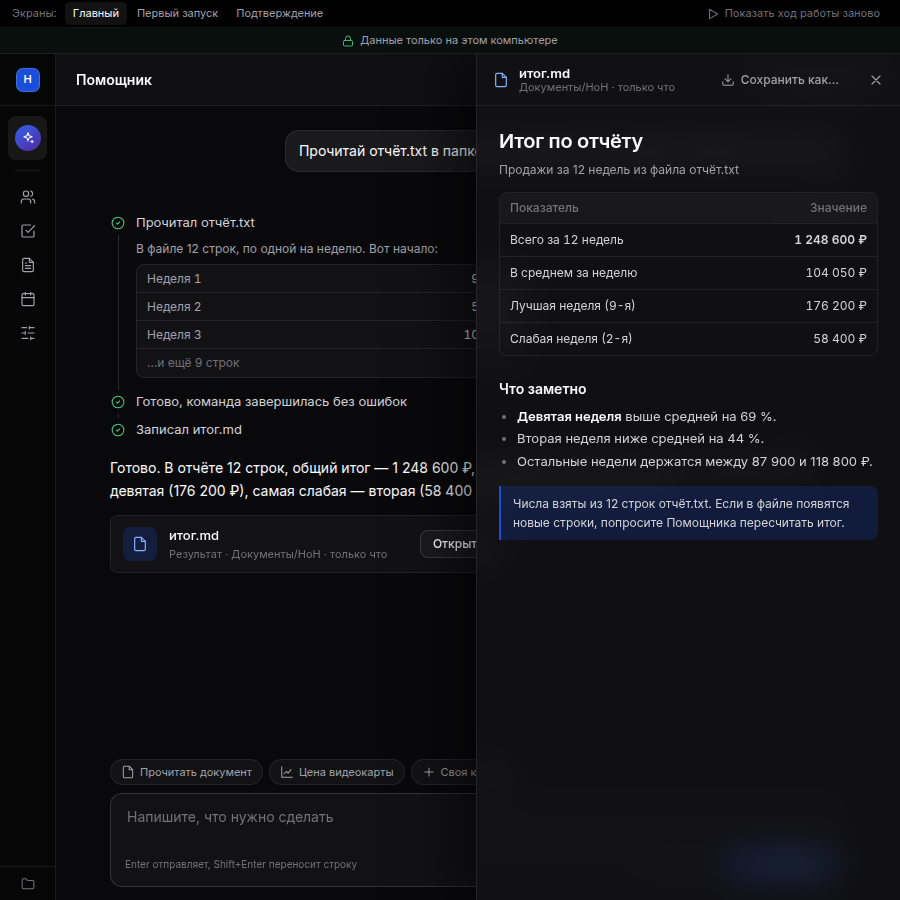 Экраны: Главный Первый запуск Подтверждение Показать ход работы заново
Данные только на этом компьютере
H
Помощник
итог.md
Документы/HoH · только что
Сохранить как...
Прочитай отчёт.txt в
Прочитал отчёт.txt
В файле 12 строк, по одной на неделю. Вот начало:
Неделя 1
Неделя 2
Неделя 3
...и ещё 9 строк
Готово, команда завершилась без ошибок
Записал итог.md
Готово. В отчёте 12 строк, общий итог — 1 248 600 ₽,
девятая (176 200 ₽), самая слабая — вторая (58 400
итог.md
Результат · Документы/HoH · только что
Прочитать документ
Цена видеокарты
Своя
Напишите, что нужно сделать
Enter отправляет, Shift+Enter переносит строку
Итог по отчёту
Продажи за 12 недель из файла отчёт.txt
Показатель Значение
Всего за 12 недель 1 248 600 ₽
В среднем за неделю 104 050 ₽
Лучшая неделя (9-я) 176 200 ₽
Слабая неделя (2-я) 58 400 ₽
Что заметно
Девятая неделя выше средней на 69 %.
Вторая неделя ниже средней на 44 %.
Остальные недели держатся между 87 900 и 118 800 ₽.
Числа взяты из 12 строк отчёт.txt. Если в файле появятся
новые строки, попросите Помощника пересчитать итог.